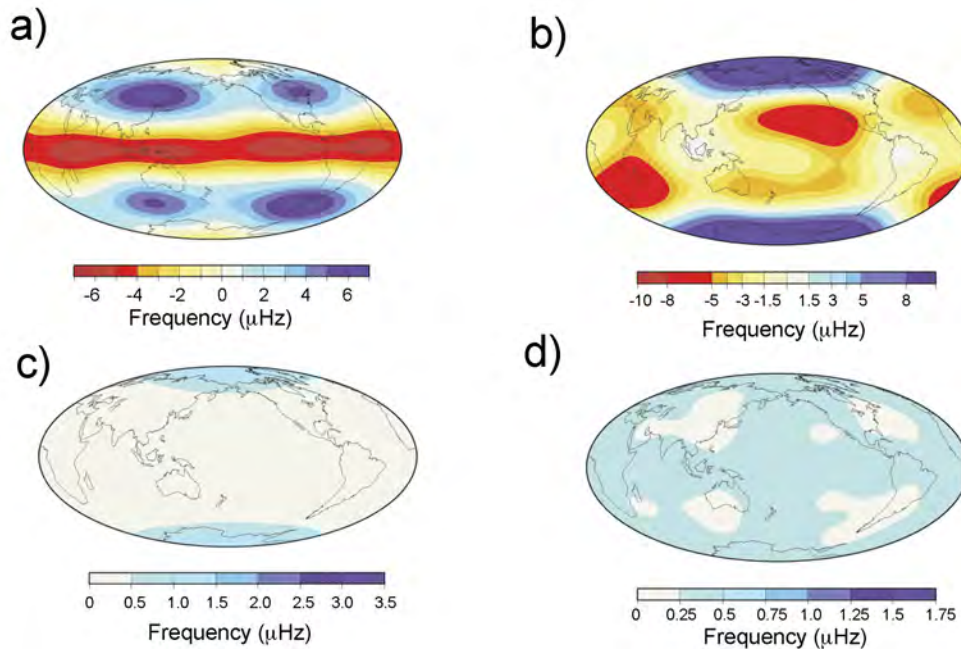 a)
b)
-6 -4 -2 0 2 4 6
Frequency (μHz)
-10 -8 -5 -3 -1.5 1.5 3 5 8
Frequency (μHz)
c)
d)
0 0.5 1.0 1.5 2.0 2.5 3.0 3.5
Frequency (μHz)
0 0.25 0.5 0.75 1.0 1.25 1.5 1.75
Frequency (μHz)